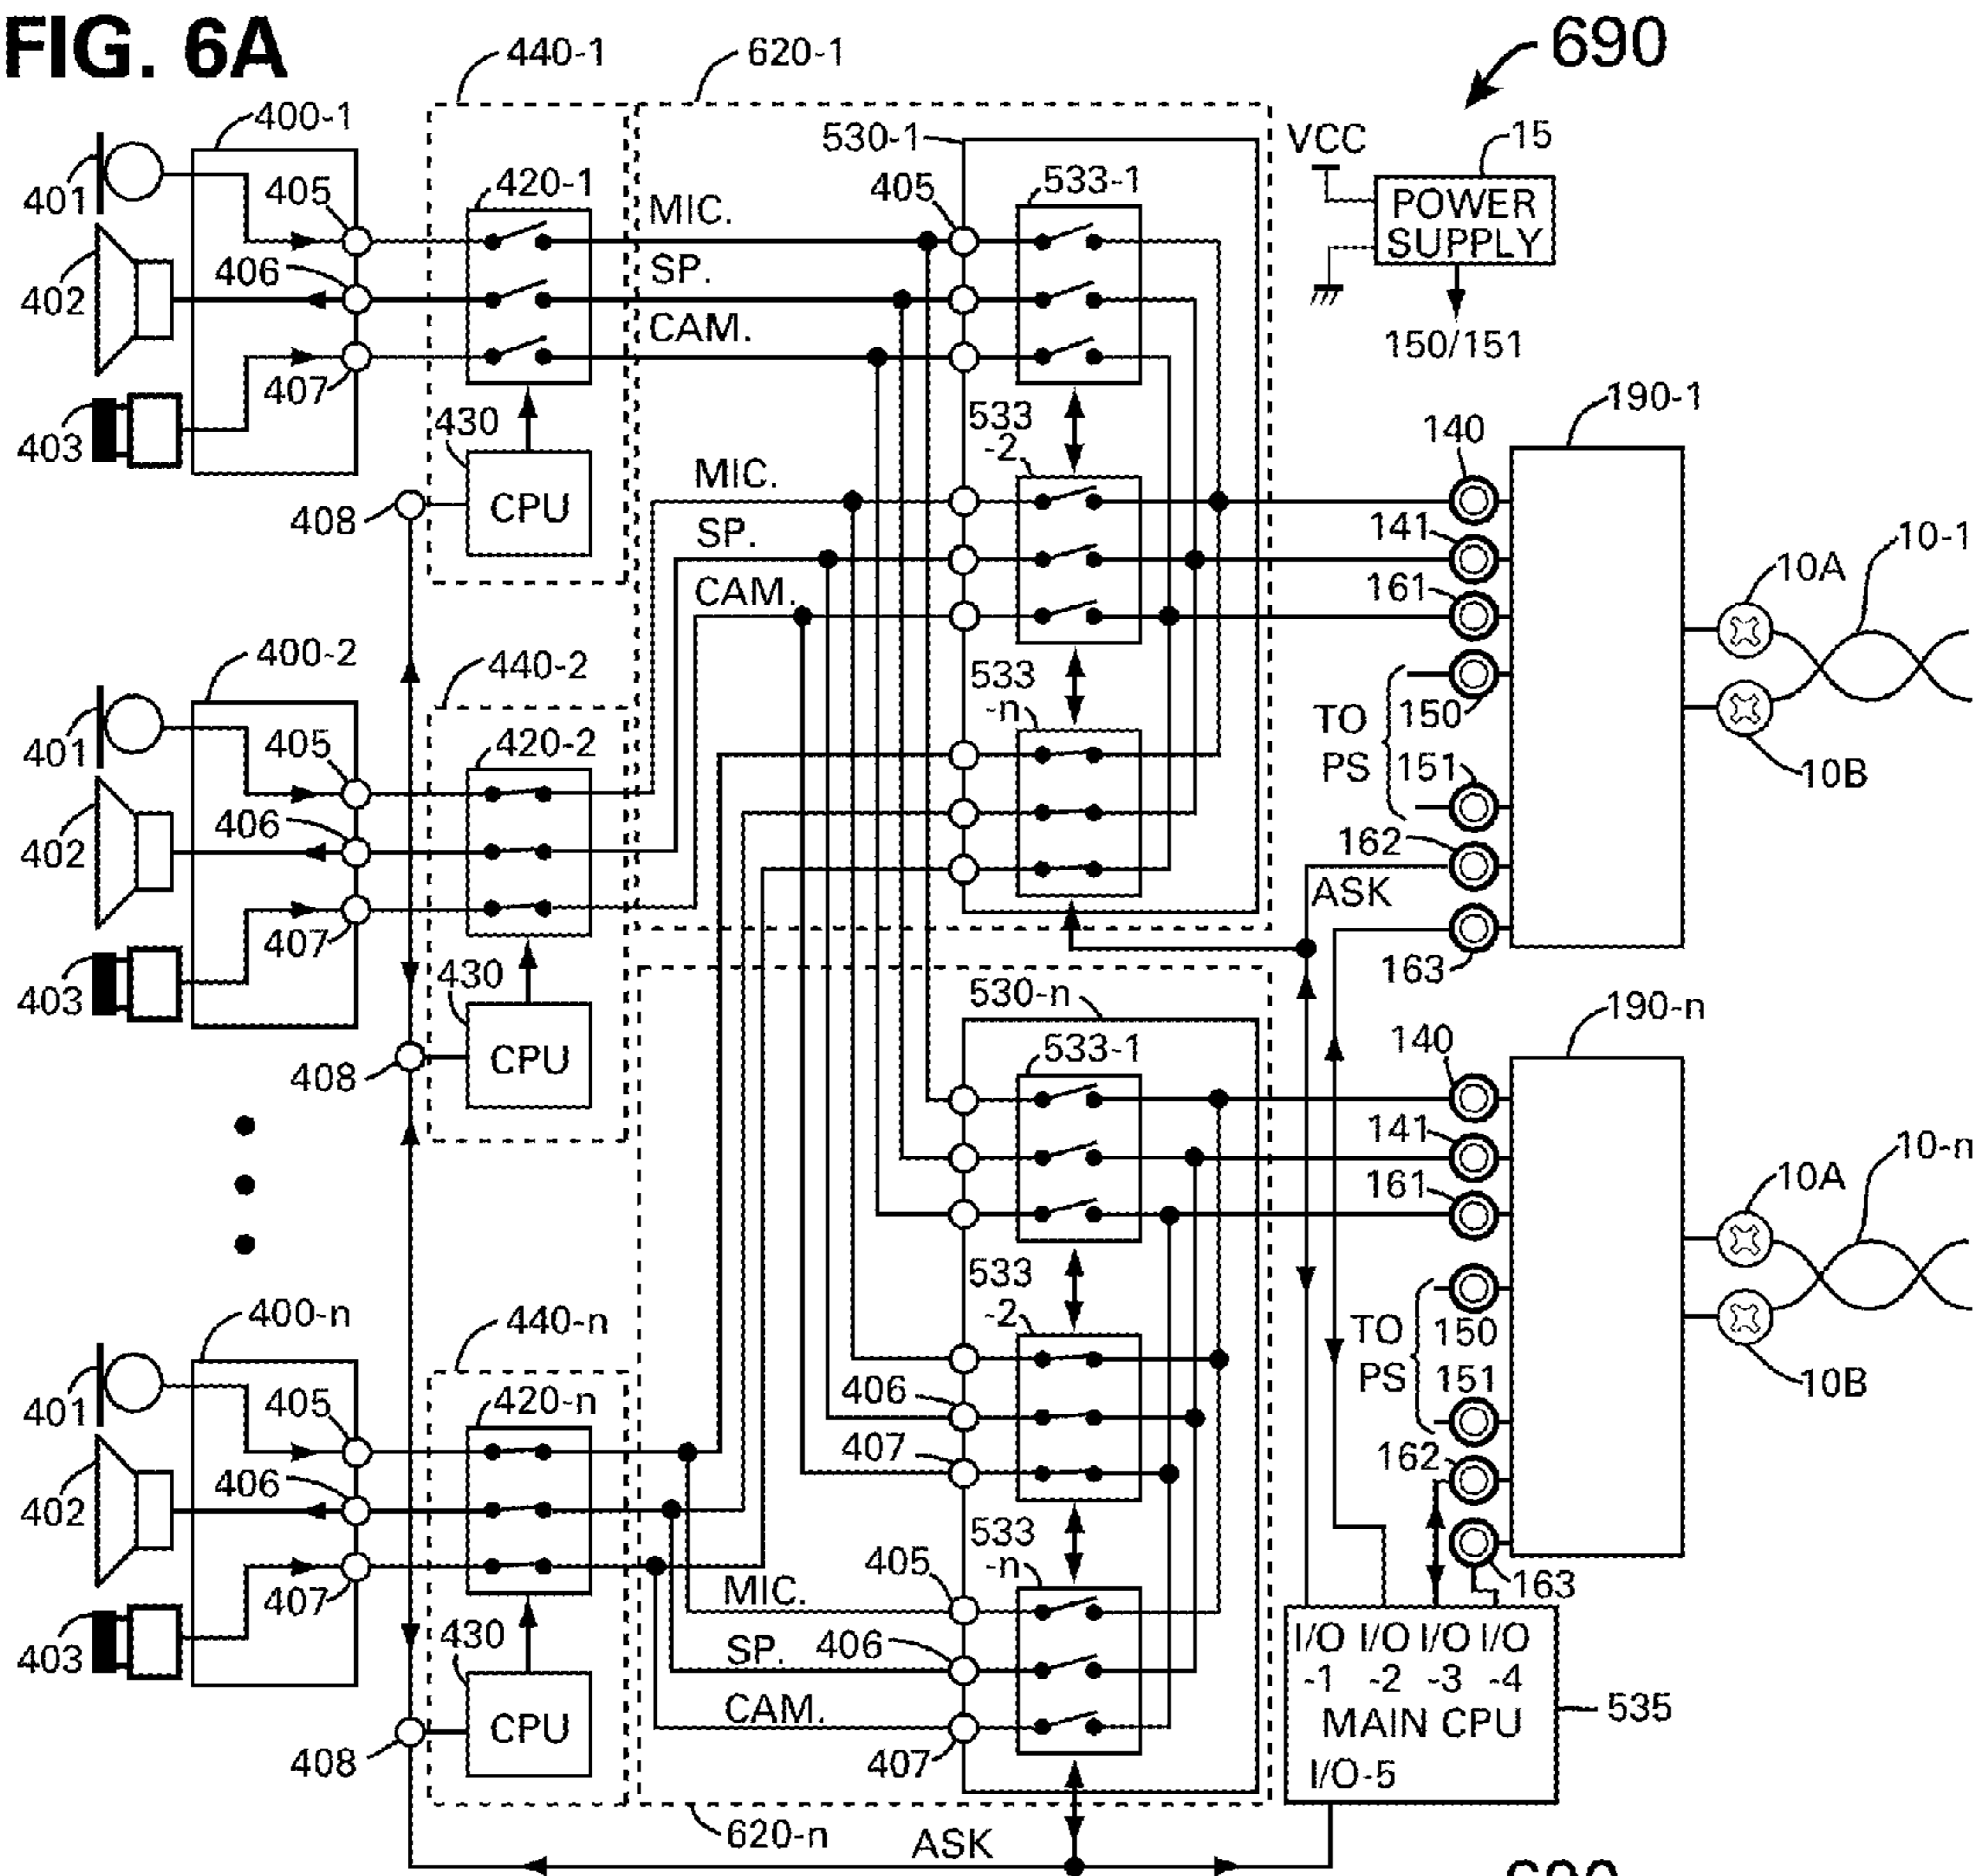 FIG. 6A
440-1
620-1
690
400-1
530-1
VCC
15
401
405
420-1
MIC.
405
533-1
POWER
SUPPLY
402
406
SP.
CAM.
150/151
403
407
430
533
-2
190-1
140
408
CPU
MIC.
SP.
CAM.
141
161
10A
10-1
400-2
440-2
533
-n
TO
PS
150
151
10B
401
405
420-2
402
406
162
ASK
403
407
430
163
530-n
190-n
408
CPU
533-1
140
141
161
10A
10-n
533
-2
400-n
440-n
TO
PS
150
151
10B
401
405
420-n
406
407
162
402
406
533
-n
405
163
403
407
430
MIC.
SP.
406
CAM.
407
I/O I/O I/O I/O
-1 -2 -3 -4
MAIN CPU
I/O-5
535
408
CPU
620-n
ASK